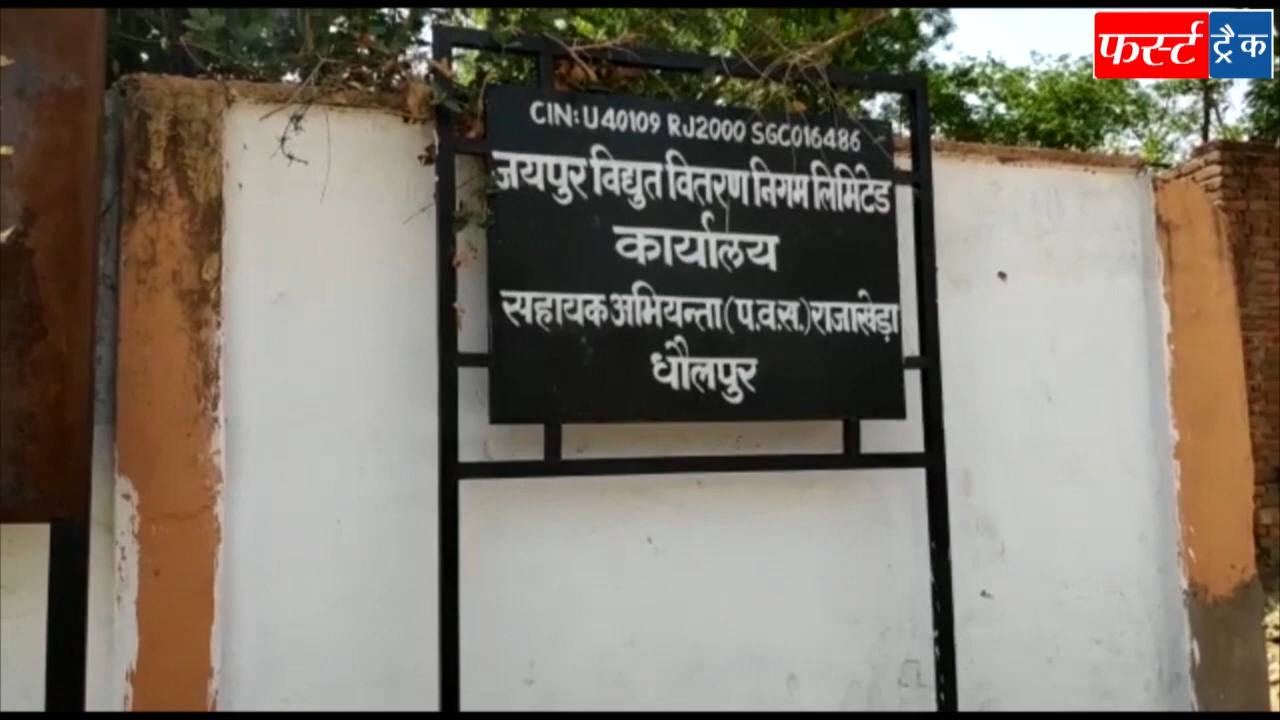 फर्स्ट ट्रैक
CIN: U40109 RJ2000 SGC016486
जयपुर विद्युत वितरण निगम लिमिटेड
कार्यालय
सहायक अभियन्ता (प.व.स.) राजाखेड़ा
धौलपुर